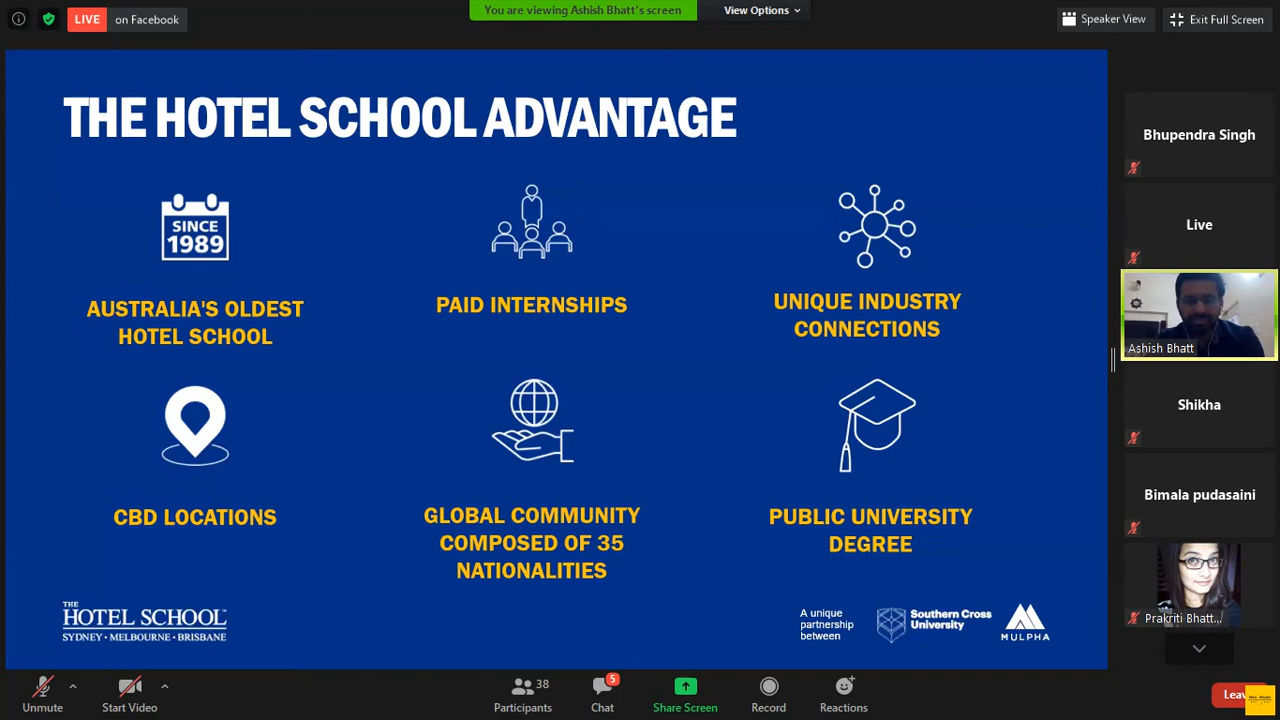 LIVE on Facebook
You are viewing Ashish Bhatt's screen
View Options
Speaker View
Exit Full Screen
THE HOTEL SCHOOL ADVANTAGE
SINCE
1989
AUSTRALIA'S OLDEST
HOTEL SCHOOL
PAID INTERNSHIPS
UNIQUE INDUSTRY
CONNECTIONS
CBD LOCATIONS
GLOBAL COMMUNITY
COMPOSED OF 35
NATIONALITIES
PUBLIC UNIVERSITY
DEGREE
THE
HOTEL SCHOOL™
SYDNEY • MELBOURNE • BRISBANE
A unique
partnership
between
Southern Cross
University
MULPHA
Bhupendra Singh
Live
Ashish Bhatt
Shikha
Bimala pudasaini
Prakriti Bhatt...
Unmute
Start Video
38
Participants
5
Chat
Share Screen
Record
Reactions
Leav